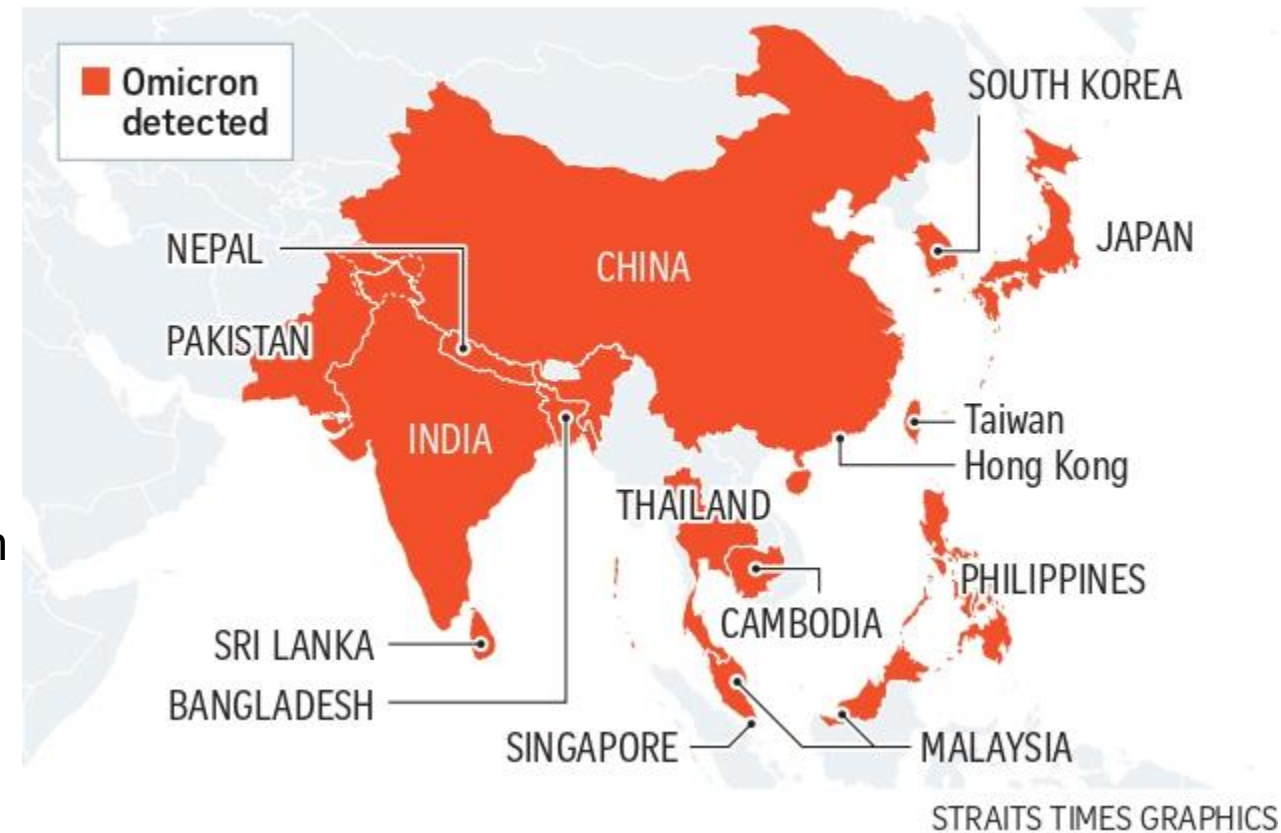 Omicron
detected
SOUTH KOREA
JAPAN
NEPAL
CHINA
PAKISTAN
INDIA
Taiwan
Hong Kong
THAILAND
n
PHILIPPINES
CAMBODIA
SRI LANKA
BANGLADESH
SINGAPORE
MALAYSIA
STRAITS TIMES GRAPHICS